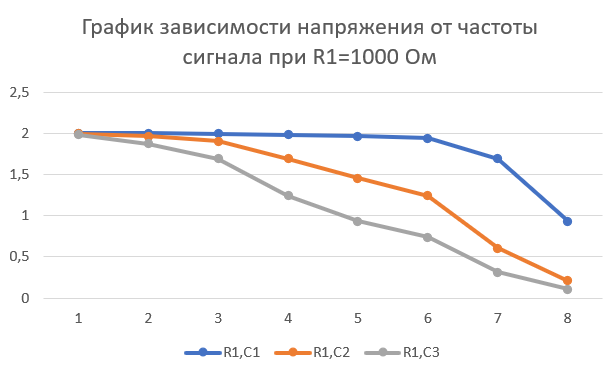 График зависимости напряжения от частоты
сигнала при R1=1000 Ом
2,5
2
1,5
1
0,5
0
1 2 3 4 5 6 7 8
R1,C1 R1,C2 R1,C3